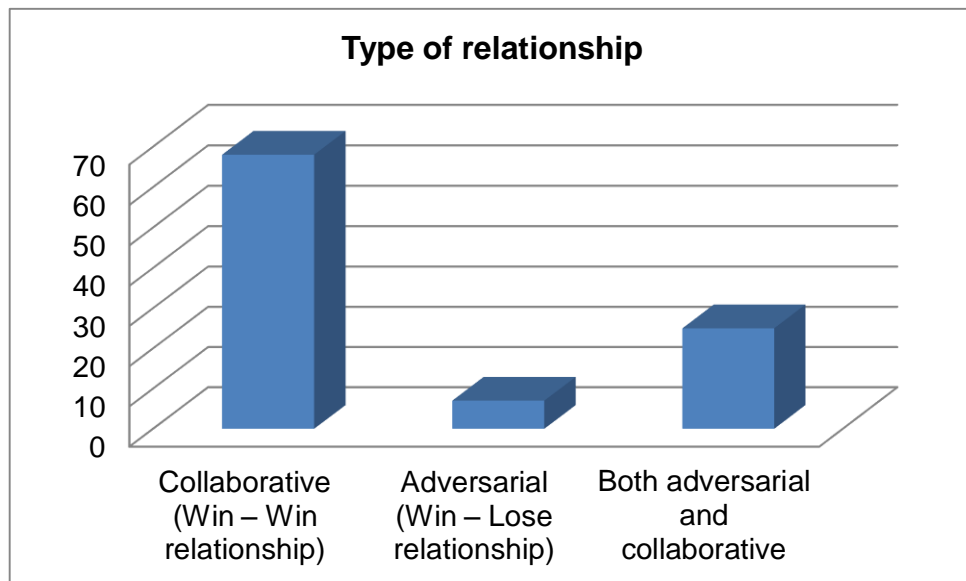 Type of relationship
70
60
50
40
30
20
10
0
Collaborative
(Win – Win
relationship)
Adversarial
(Win – Lose
relationship)
Both adversarial
and
collaborative